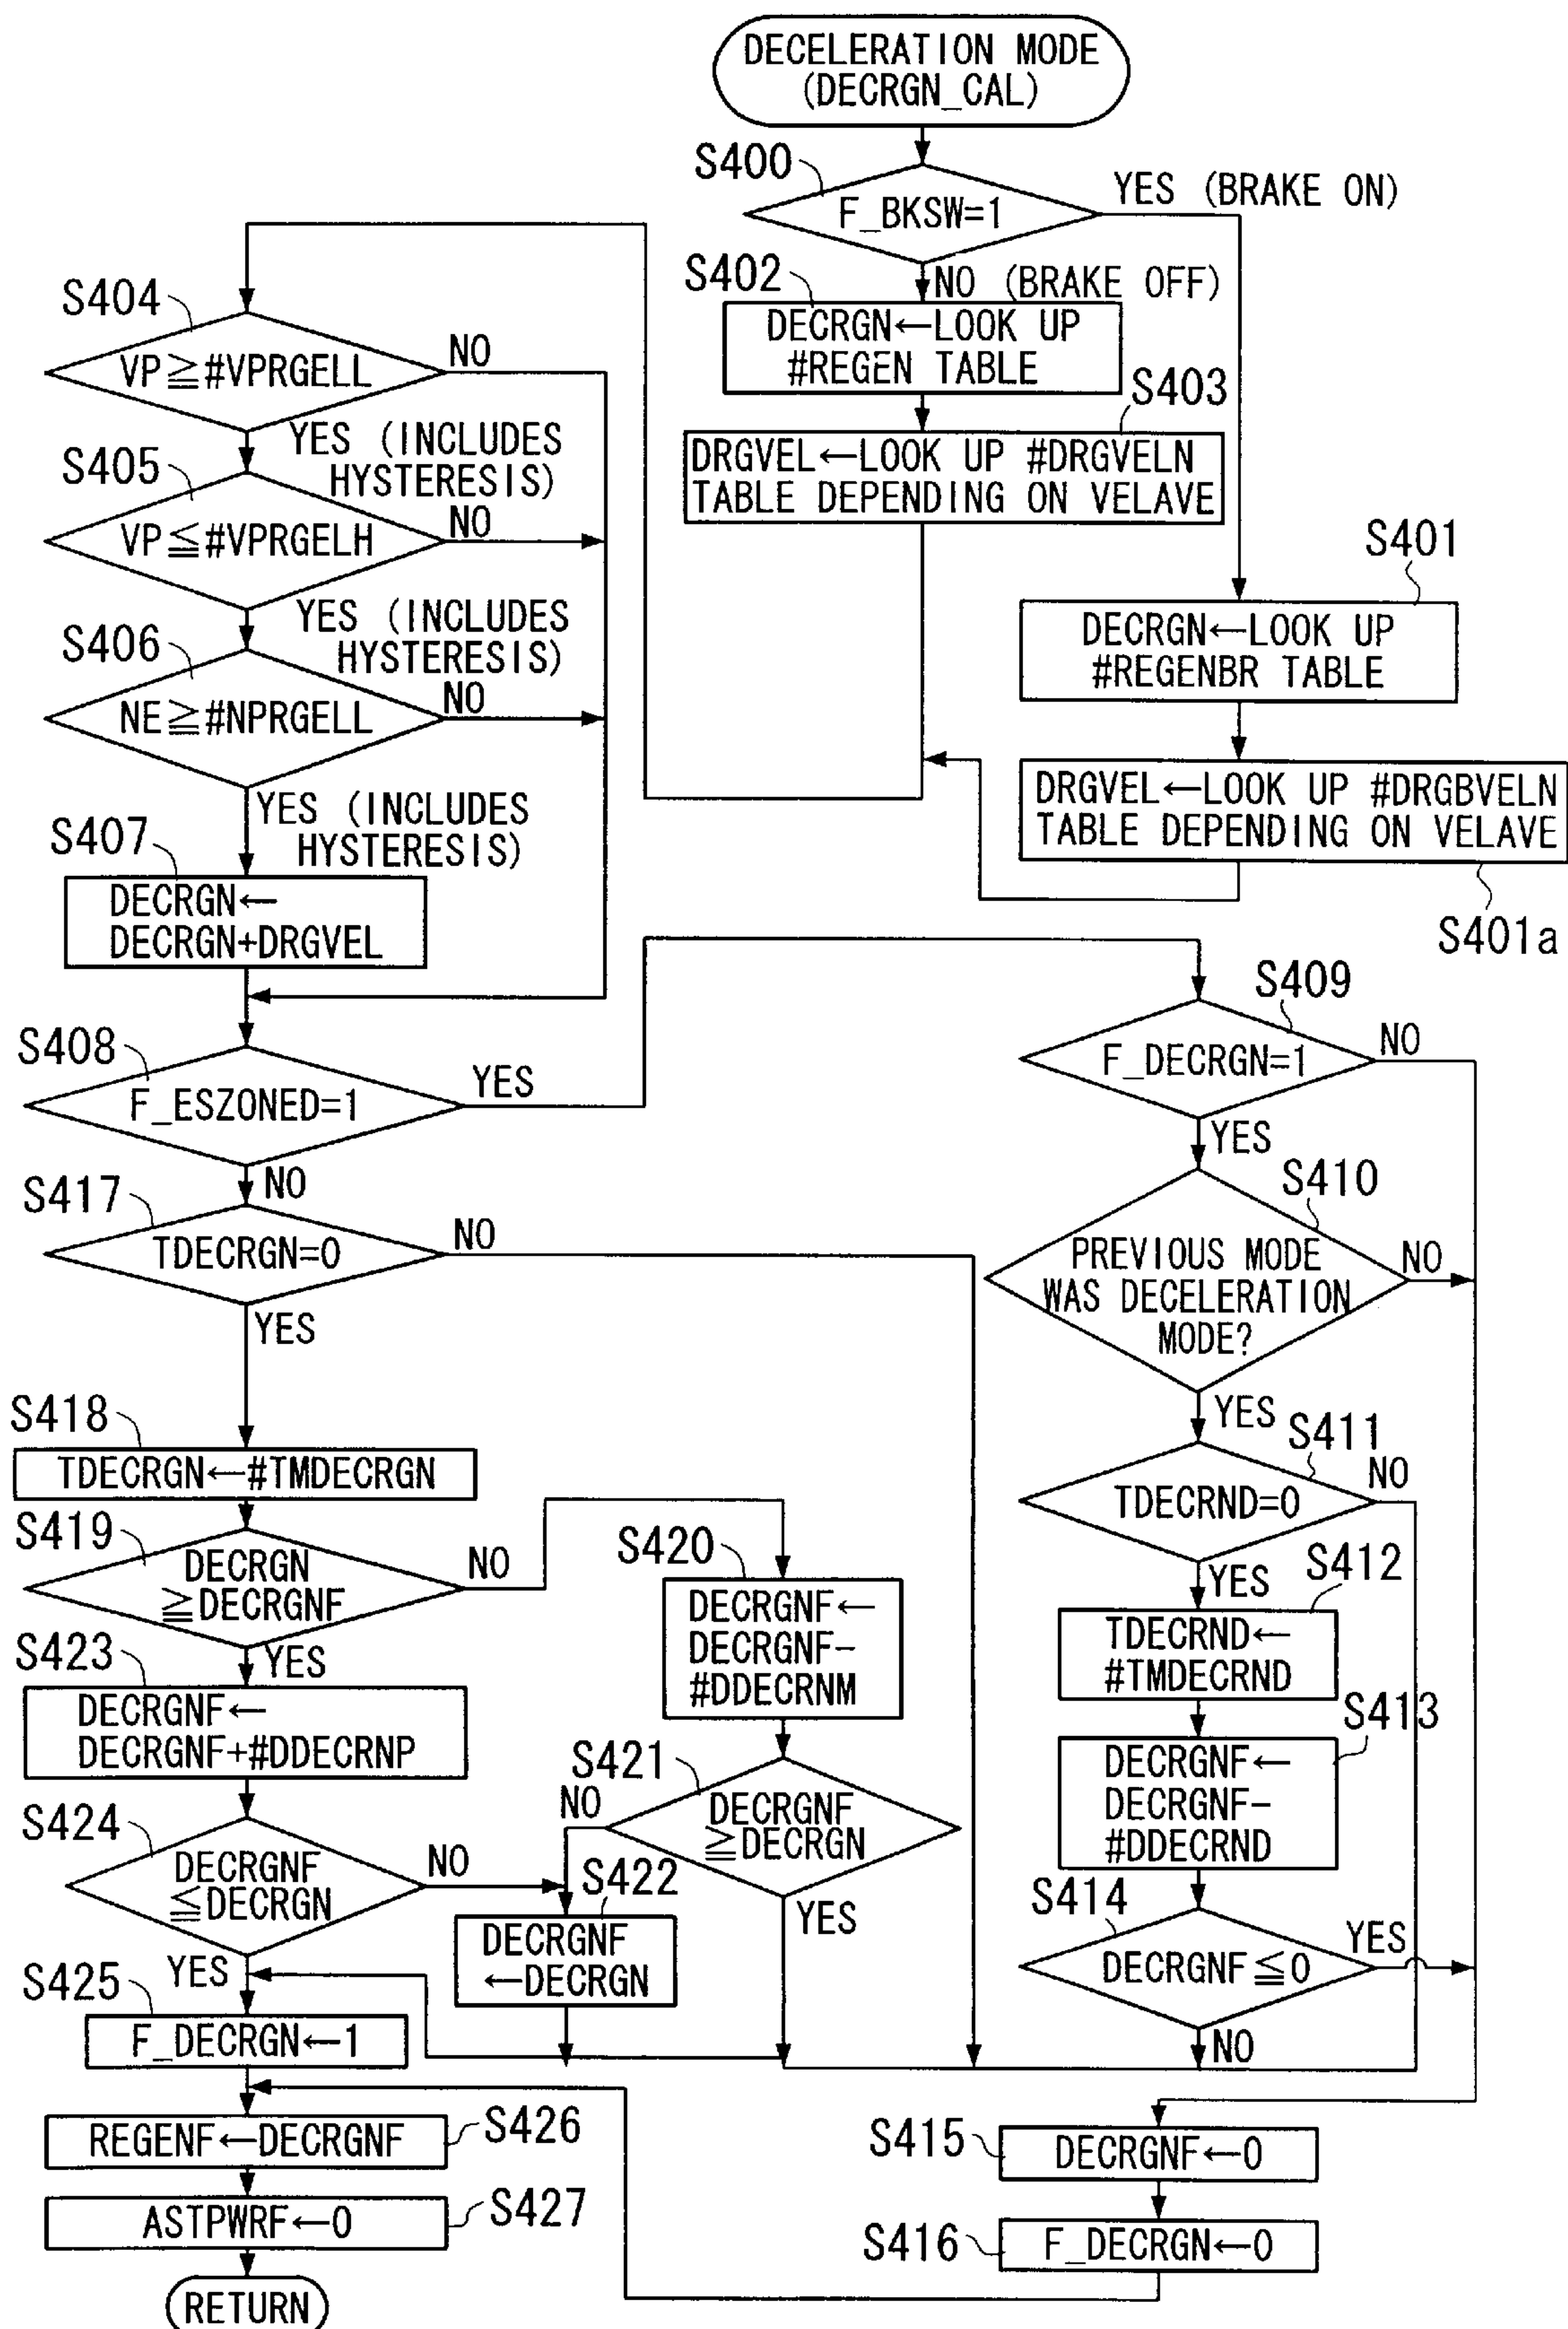 DECELERATION MODE
(DECRGN_CAL)
S400
F_BKSW=1
YES (BRAKE ON)
NO (BRAKE OFF)
S402
DECRGN←LOOK UP
#REGEN TABLE
S403
DRGVEL←LOOK UP #DRGVELN
TABLE DEPENDING ON VELAVE
S401
DECRGN←LOOK UP
#REGENBR TABLE
DRGVEL←LOOK UP #DRGBVELN
TABLE DEPENDING ON VELAVE
S401a
S404
VP≧#VPRGELL
NO
YES (INCLUDES
HYSTERESIS)
S405
VP≦#VPRGELH
NO
YES (INCLUDES
HYSTERESIS)
S406
NE≧#NPRGELL
NO
YES (INCLUDES
HYSTERESIS)
S407
DECRGN←
DECRGN+DRGVEL
S408
F_ESZONED=1
YES
NO
S409
F_DECRGN=1
NO
YES
S410
PREVIOUS MODE
WAS DECELERATION
MODE?
NO
YES
S411
TDECRND=0
NO
YES
S412
TDECRND←
#TMDECRND
S413
DECRGNF←
DECRGNF-
#DDECRND
S414
DECRGNF≦0
YES
NO
S415
DECRGNF←0
S416
F_DECRGN←0
S417
TDECRGN=0
NO
YES
S418
TDECRGN←#TMDECRGN
S419
DECRGN
≧DECRGNF
NO
YES
S420
DECRGNF←
DECRGNF-
#DDECRNM
S421
DECRGNF
≧DECRGN
NO
YES
S422
DECRGNF
←DECRGN
S423
DECRGNF←
DECRGNF+#DDECRNP
S424
DECRGNF
≦DECRGN
NO
YES
S425
F_DECRGN←1
REGENF←DECRGNF
S426
ASTPWRF←0
S427
RETURN